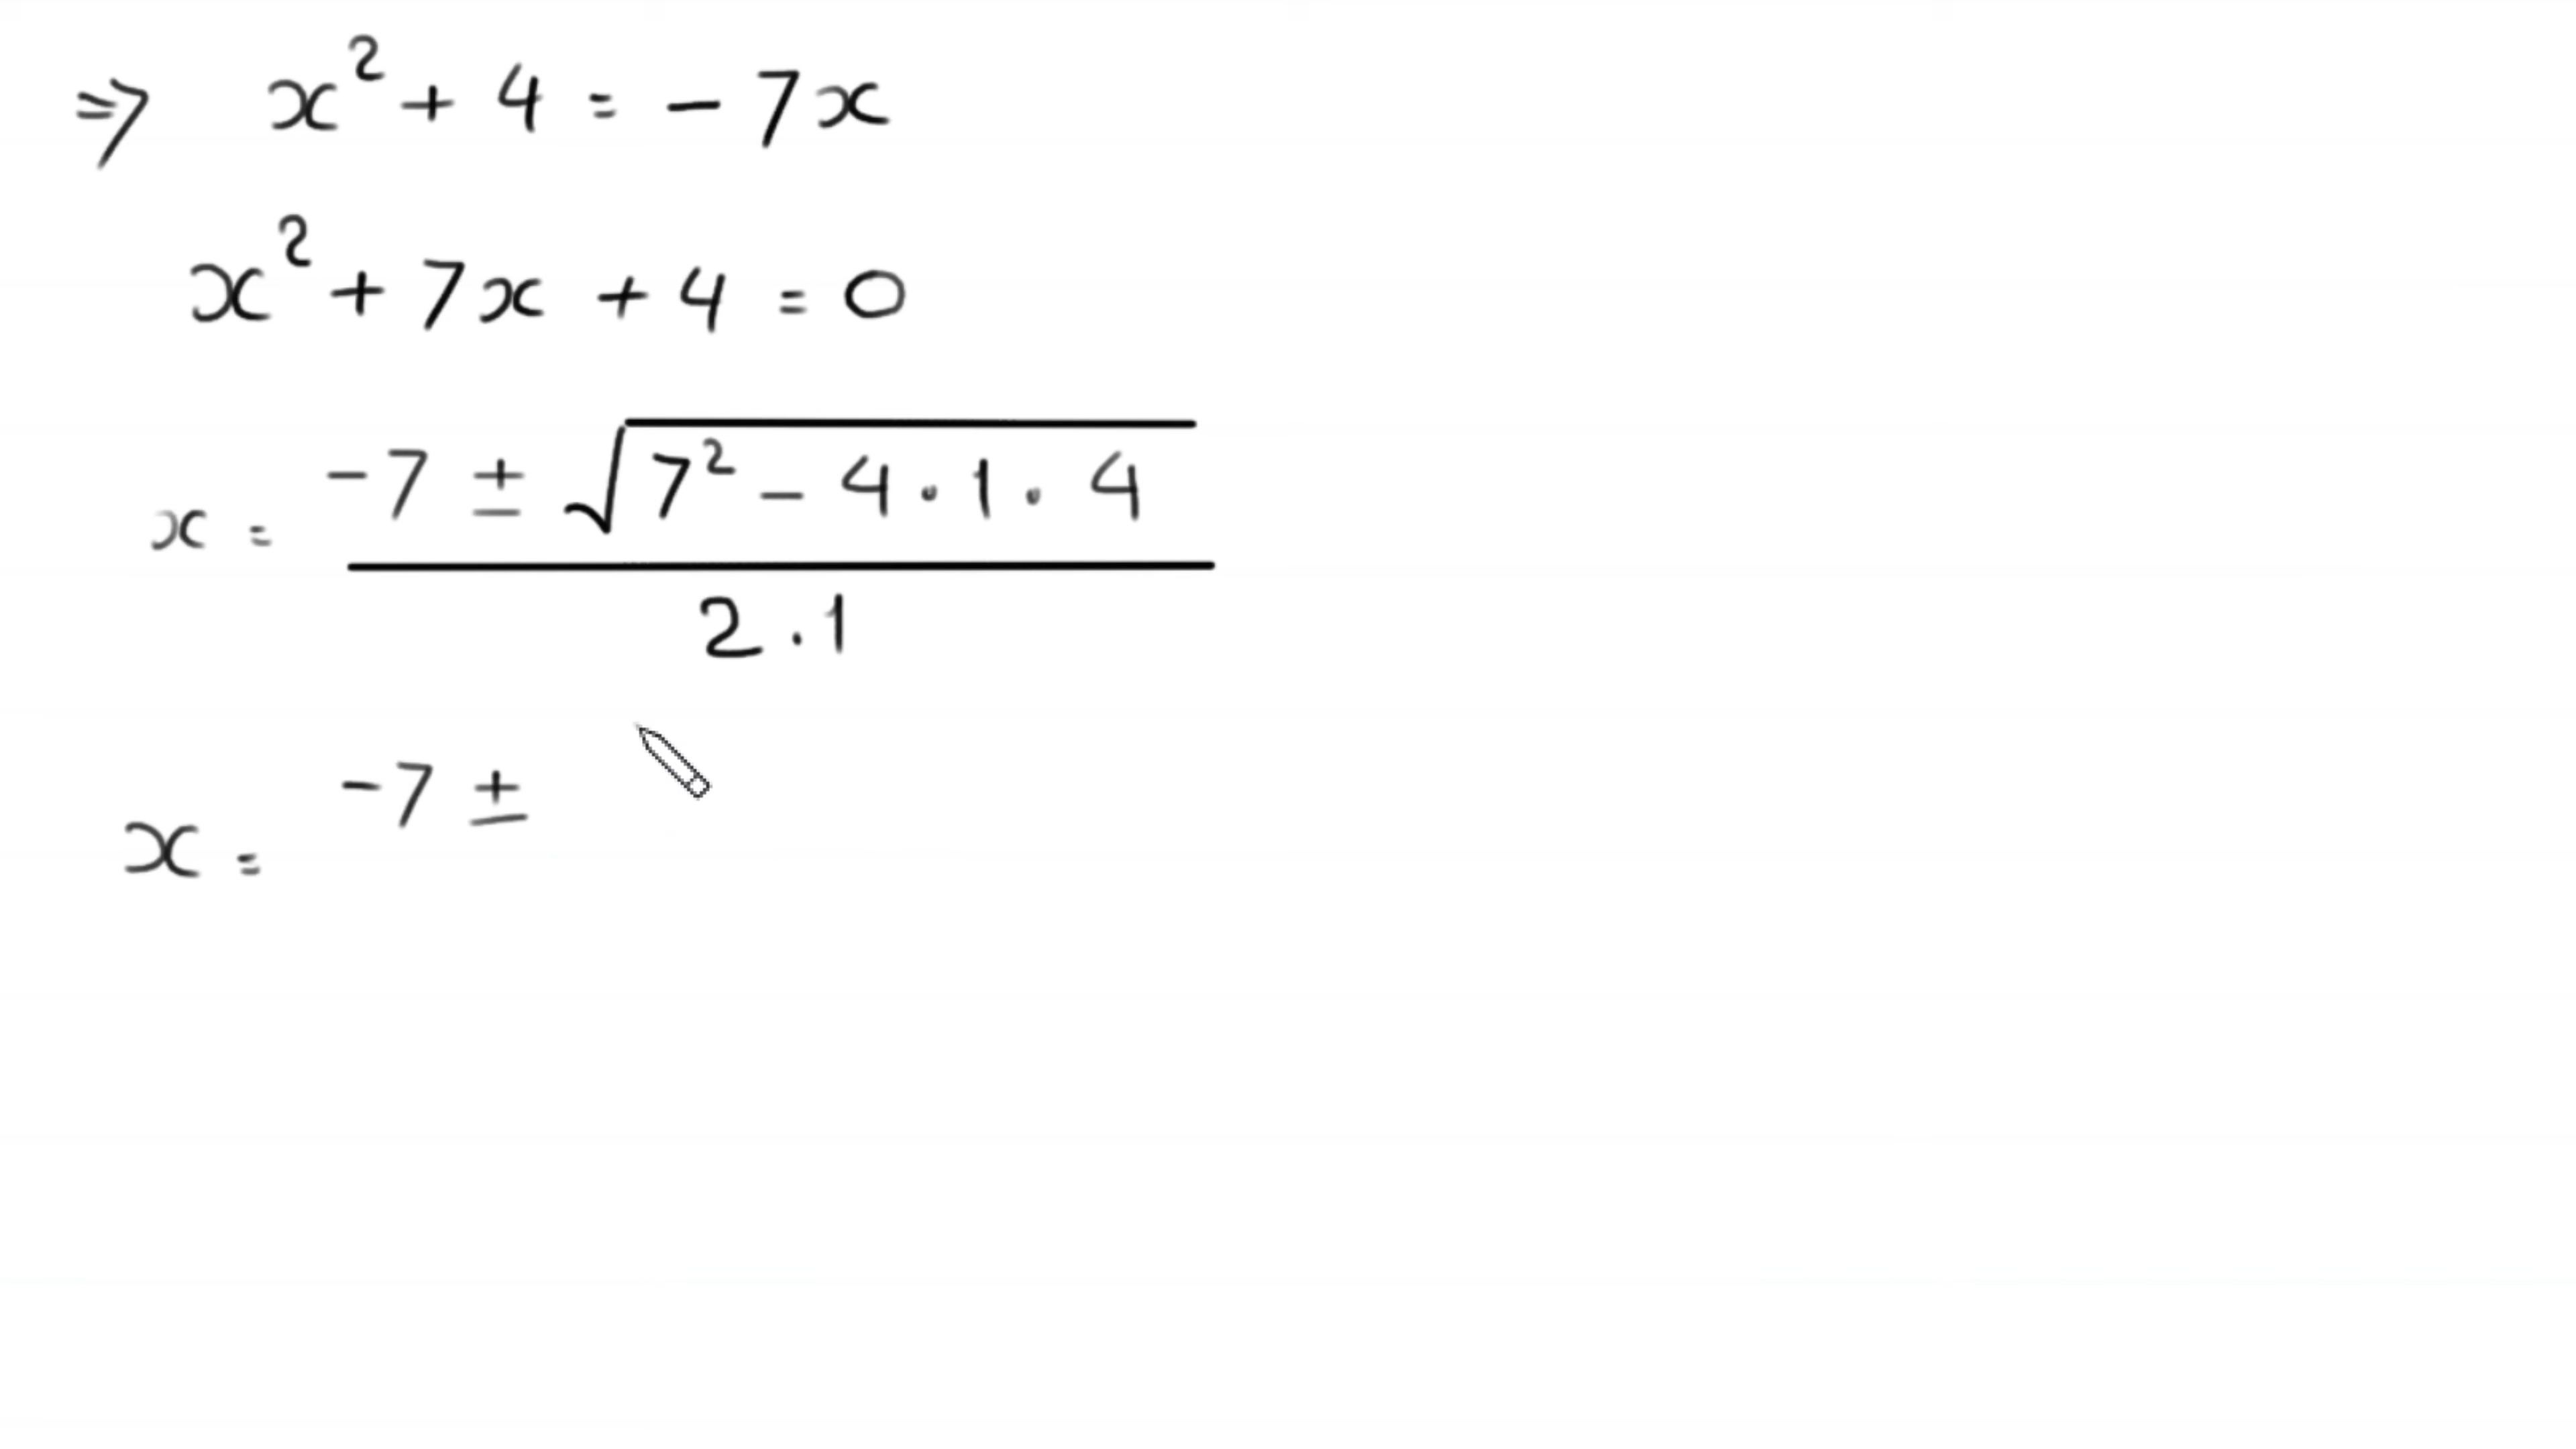 ⇒ x² + 4 = - 7x
x² + 7x + 4 = 0
x = (-7 ± √(7² - 4 · 1 · 4)) / (2 · 1)
x = -7 ±